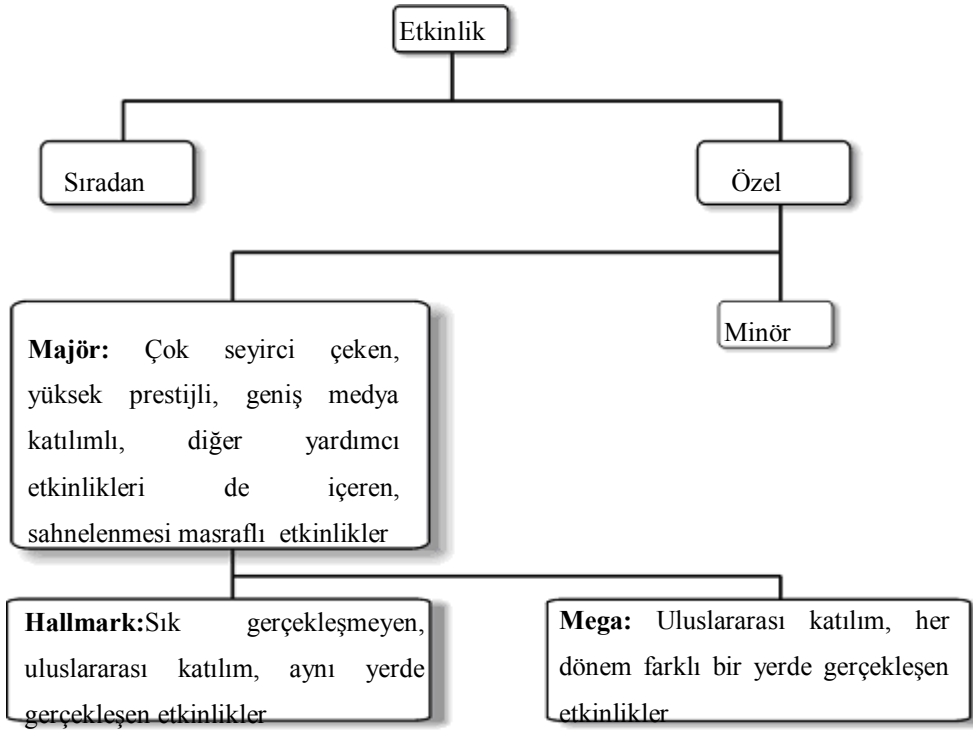 Etkinlik
Sıradan
Özel
Majör: Çok seyirci çeken,
yüksek prestijli, geniş medya
katılımlı, diğer yardımcı
etkinlikleri de içeren,
sahnelenmesi masraflı etkinlikler
Minör
Hallmark:Sık gerçekleşmeyen,
uluslararası katılım, aynı yerde
gerçekleşen etkinlikler
Mega: Uluslararası katılım, her
dönem farklı bir yerde gerçekleşen
etkinlikler